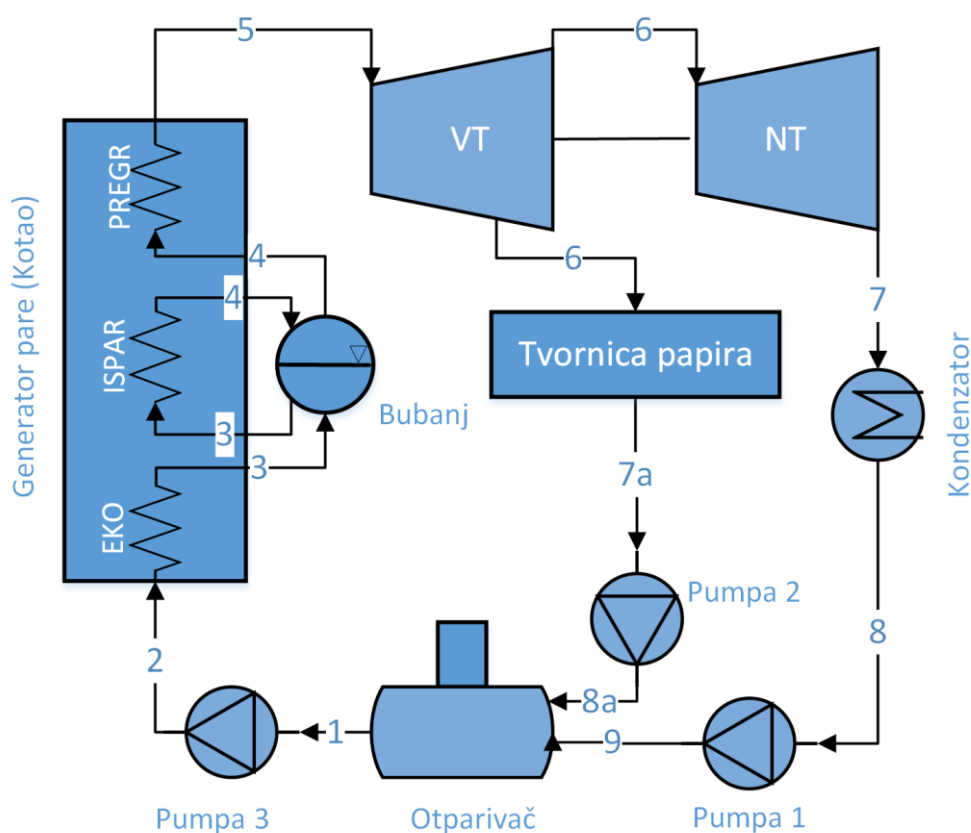 5
6
VT
NT
PREGR
4
6
4
7
Generator pare (Kotao)
ISPAR
Tvornica papira
Bubanj
Kondenzator
3
3
7a
EKO
Pumpa 2
8
2
8a
1
9
Pumpa 3
Otparivač
Pumpa 1